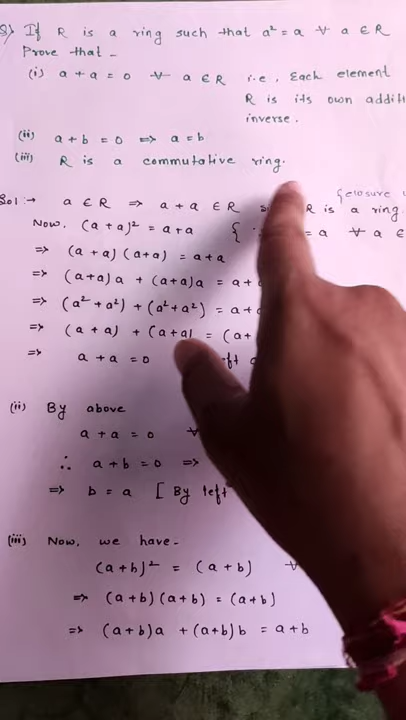 Q) If R is a ring such that a² = a ∀ a ∈ R
Prove that -
(i) a + a = 0 ∀ a ∈ R i.e, Each element
R is its own addit
inverse.
(ii) a + b = 0 ⟹ a = b
(iii) R is a commutative ring.
Sol:→ a ∈ R ⟹ a + a ∈ R R is a ring. {closure
Now, (a+a)² = a+a { = a ∀ a ∈
⟹ (a+a) (a+a) = a+a
⟹ (a+a)a + (a+a)a = a+
⟹ (a²+a²) + (a²+a²) = a+
⟹ (a+a) + (a+a) = (a+
⟹ a + a = 0
(ii) By above
a + a = 0
∴ a + b = 0 ⟹
⟹ b = a [By left
(iii) Now, we have -
(a+b)² = (a+b)
⟹ (a+b)(a+b) = (a+b)
⟹ (a+b)a + (a+b)b = a+b